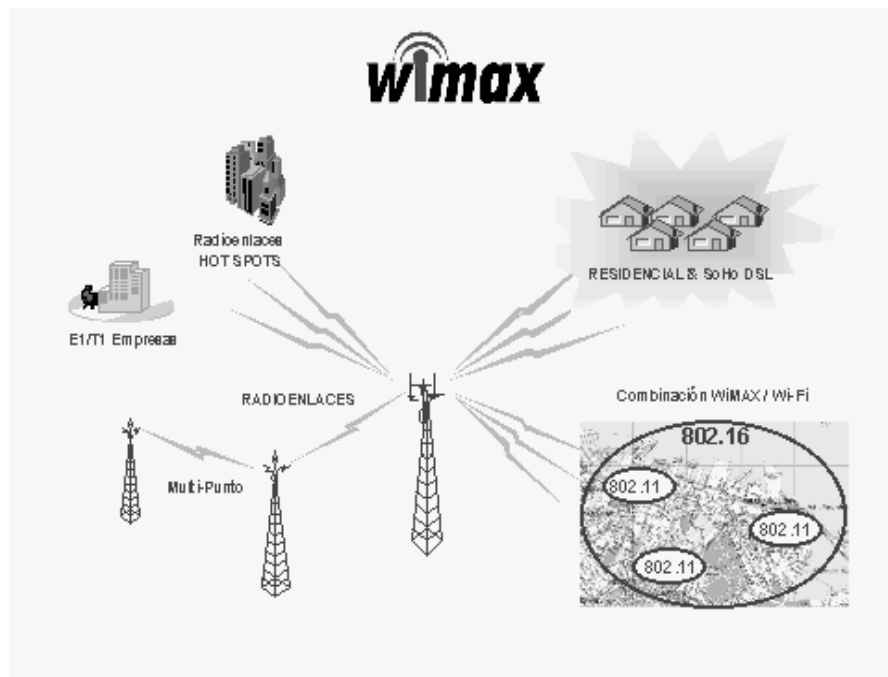 wimax
Radioenlaces
HOT SPOTS
RESIDENCIAL & SoHo DSL
E1/T1 Empresas
RADIOENLACES
Combinación WiMAX / Wi-Fi
802.16
802.11
802.11
802.11
Multi-Punto